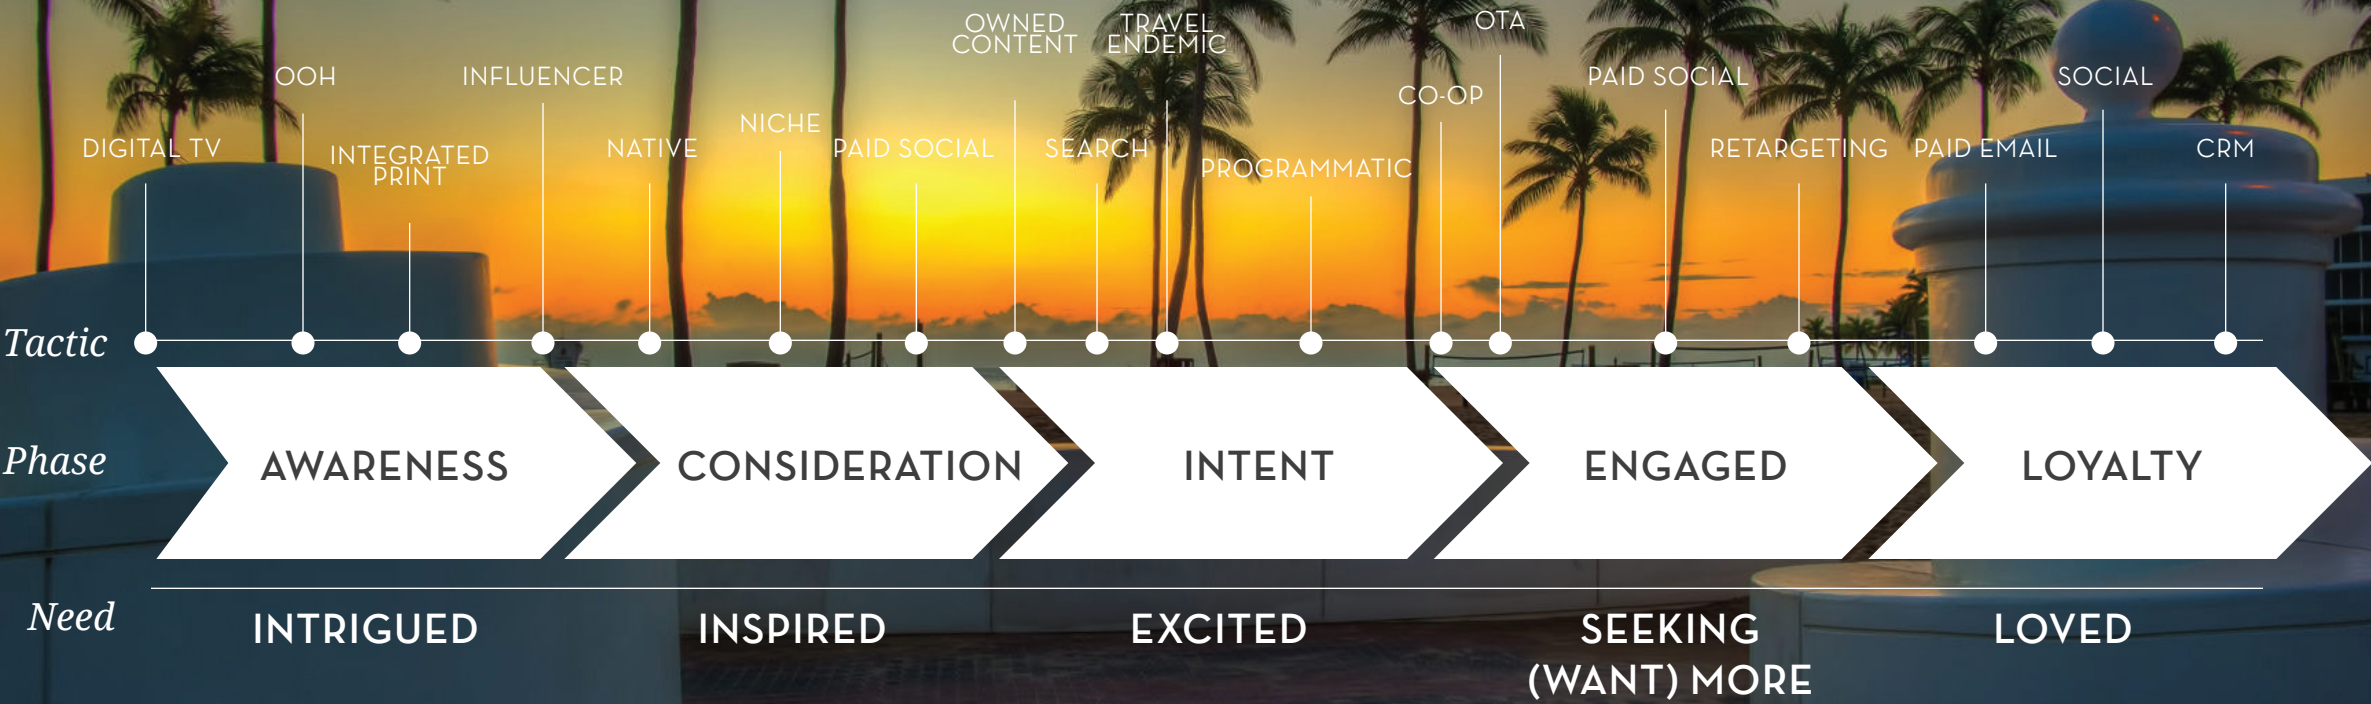 Tactic
DIGITAL TV
OOH
INTEGRATED
PRINT
INFLUENCER
NATIVE
NICHE
PAID SOCIAL
OWNED
CONTENT
SEARCH
TRAVEL
ENDEMIC
PROGRAMMATIC
CO-OP
OTA
PAID SOCIAL
RETARGETING
PAID EMAIL
SOCIAL
CRM
Phase
AWARENESS
CONSIDERATION
INTENT
ENGAGED
LOYALTY
Need
INTRIGUED
INSPIRED
EXCITED
SEEKING
(WANT) MORE
LOVED